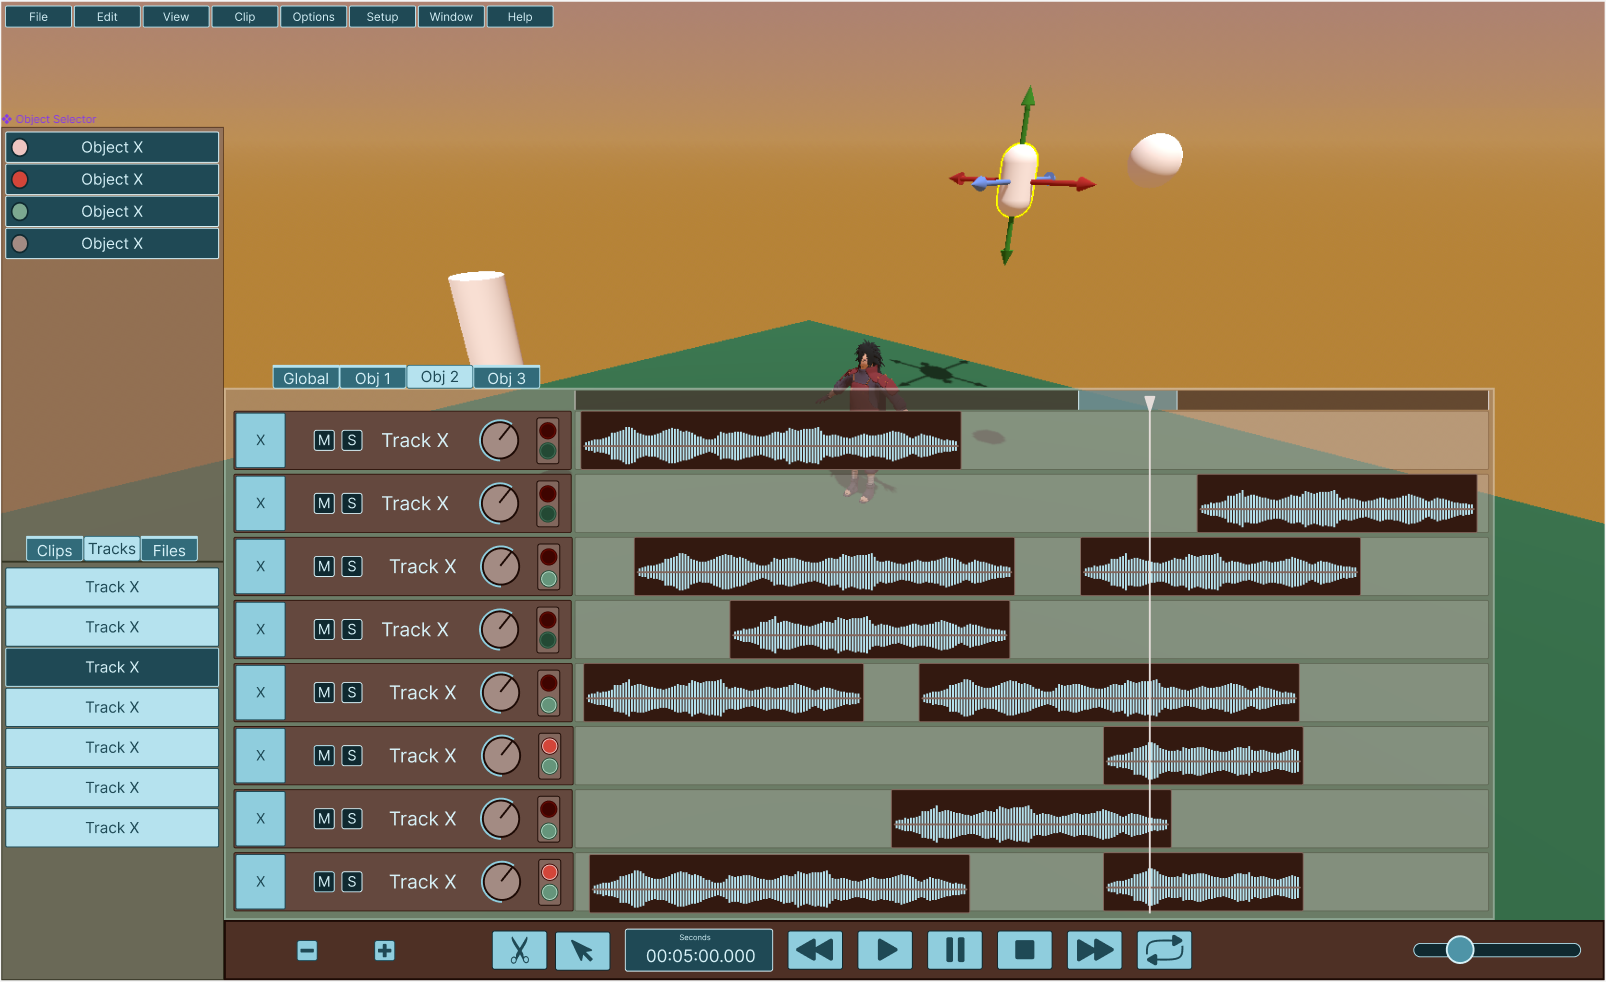 File Edit View Clip Options Setup Window Help
Object Selector
Object X
Object X
Object X
Object X
Global Obj 1 Obj 2 Obj 3
X M S Track X
X M S Track X
X M S Track X
X M S Track X
X M S Track X
X M S Track X
X M S Track X
X M S Track X
Clips Tracks Files
Track X
Track X
Track X
Track X
Track X
Track X
Track X
Seconds
00:05:00.000